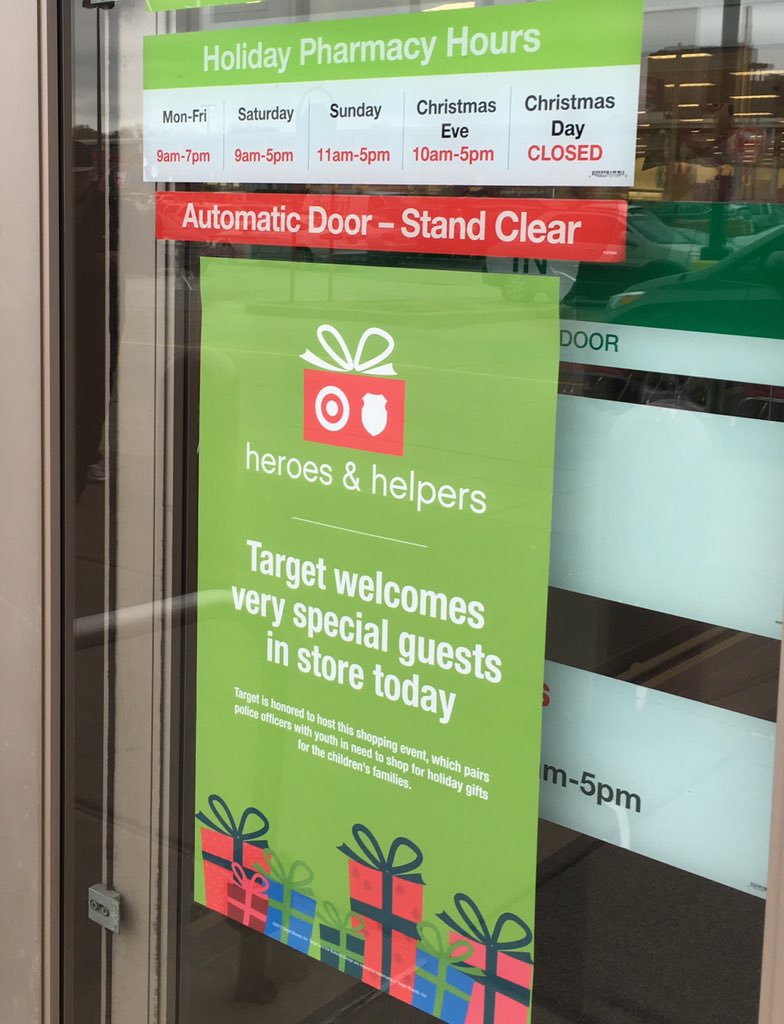 Holiday Pharmacy Hours
Mon-Fri
9am-7pm
Saturday
9am-5pm
Sunday
11am-5pm
Christmas
Eve
10am-5pm
Christmas
Day
CLOSED
Automatic Door – Stand Clear
IN
DOOR
heroes & helpers
Target welcomes
very special guests
in store today
Target is honored to host this shopping event, which pairs
police officers with youth in need to shop for holiday gifts
for the children's families.
m-5pm